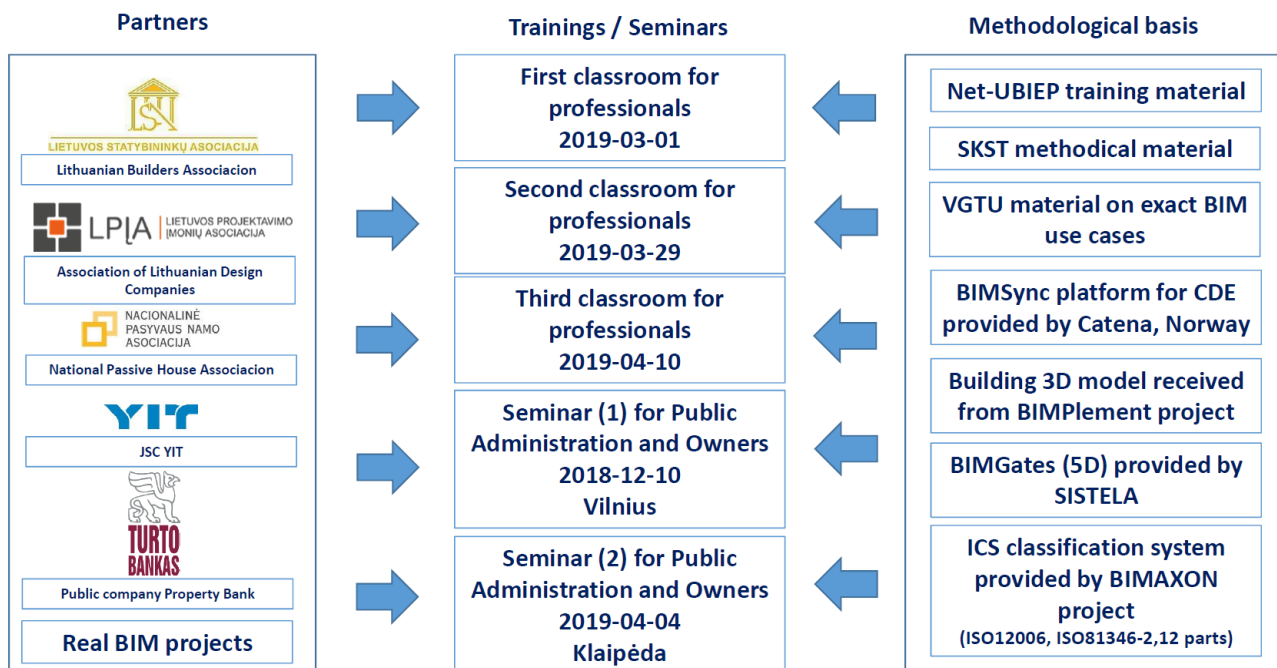 Partners
LSA
LIETUVOS STATYBININKŲ ASOCIACIJA
Lithuanian Builders Associacion
LPĮA
LIETUVOS PROJEKTAVIMO
ĮMONIŲ ASOCIACIJA
Association of Lithuanian Design
Companies
NACIONALINĖ
PASYVAUS NAMO
ASOCIACIJA
National Passive House Associacion
YIT
JSC YIT
TURTO
BANKAS
Public company Property Bank
Real BIM projects
Trainings / Seminars
First classroom for
professionals
2019-03-01
Second classroom for
professionals
2019-03-29
Third classroom for
professionals
2019-04-10
Seminar (1) for Public
Administration and Owners
2018-12-10
Vilnius
Seminar (2) for Public
Administration and Owners
2019-04-04
Klaipėda
Methodological basis
Net-UBIEP training material
SKST methodical material
VGTU material on exact BIM
use cases
BIMSync platform for CDE
provided by Catena, Norway
Building 3D model received
from BIMPlement project
BIMGates (5D) provided by
SISTELA
ICS classification system
provided by BIMAXON
project
(ISO12006, ISO81346-2,12 parts)